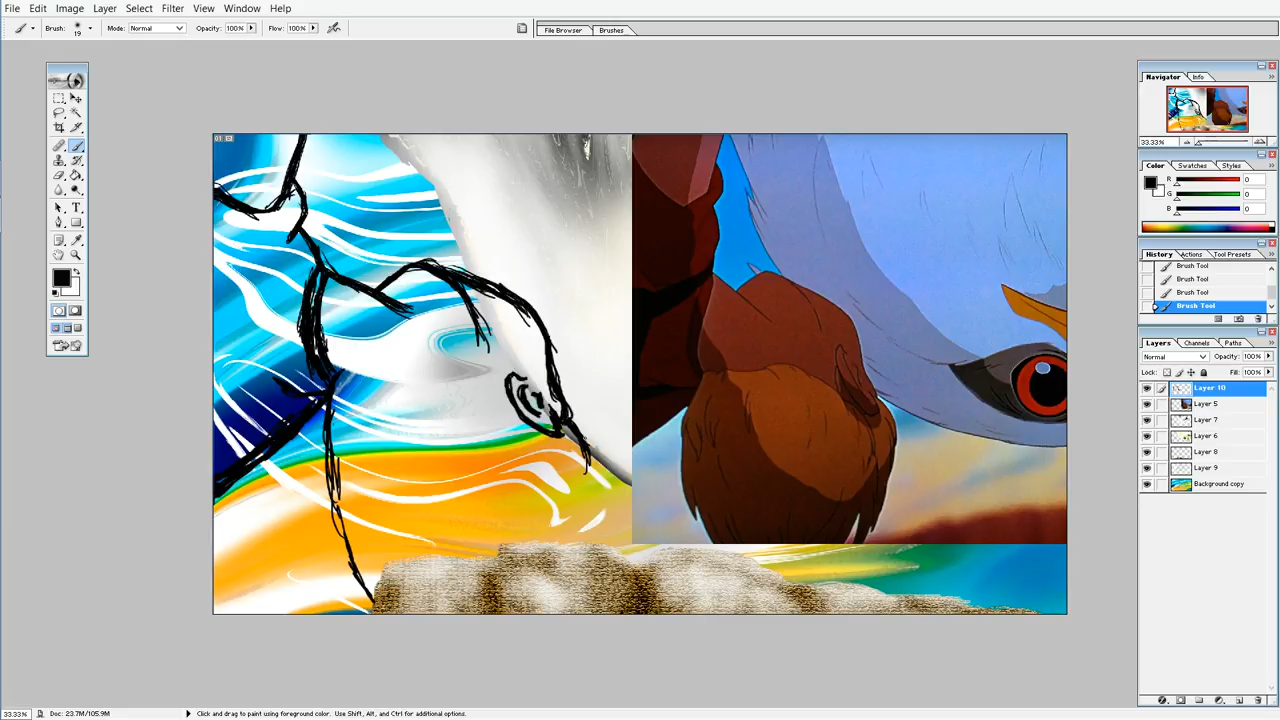 File Edit Image Layer Select Filter View Window Help
Brush: 19 Mode: Normal Opacity: 100% Flow: 100% File Browser Brushes
Navigator Info
01
33.33%
Color Swatches Styles
R 0
G 0
B 0
History Actions Tool Presets
Brush Tool
Brush Tool
Brush Tool
Brush Tool
Layers Channels Paths
Normal Opacity: 100%
Lock: Fill: 100%
Layer 10
Layer 5
Layer 7
Layer 6
Layer 8
Layer 9
Background copy
33.33% Doc: 23.7M/105.9M Click and drag to paint using foreground color. Use Shift, Alt, and Ctrl for additional options.